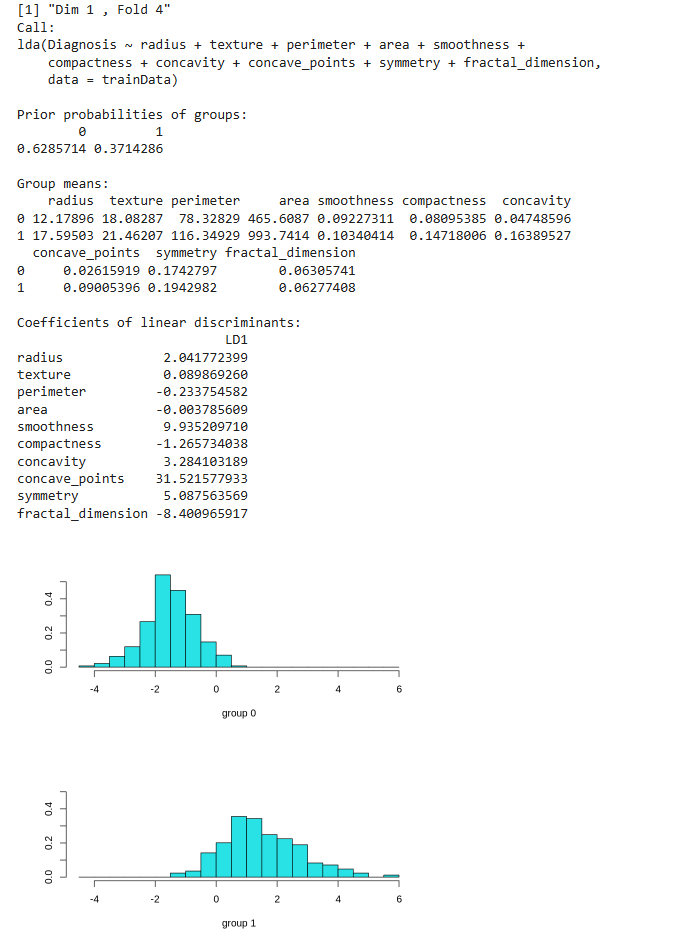 [1] "Dim 1 , Fold 4"
Call:
lda(Diagnosis ~ radius + texture + perimeter + area + smoothness +
    compactness + concavity + concave_points + symmetry + fractal_dimension,
    data = trainData)
Prior probabilities of groups:
        0         1
0.6285714 0.3714286
Group means:
    radius  texture perimeter     area smoothness compactness  concavity
0 12.17896 18.08287  78.32829 465.6087 0.09227311  0.08095385 0.04748596
1 17.59503 21.46207 116.34929 993.7414 0.10340414  0.14718006 0.16389527
  concave_points  symmetry fractal_dimension
0     0.02615919 0.1742797        0.06305741
1     0.09005396 0.1942982        0.06277408
Coefficients of linear discriminants:
                           LD1
radius             2.041772399
texture            0.089869260
perimeter         -0.233754582
area              -0.003785609
smoothness         9.935209710
compactness       -1.265734038
concavity          3.284103189
concave_points    31.521577933
symmetry           5.087563569
fractal_dimension -8.400965917
0.4
0.2
0.0
-4 -2 0 2 4 6
group 0
0.4
0.2
0.0
-4 -2 0 2 4 6
group 1